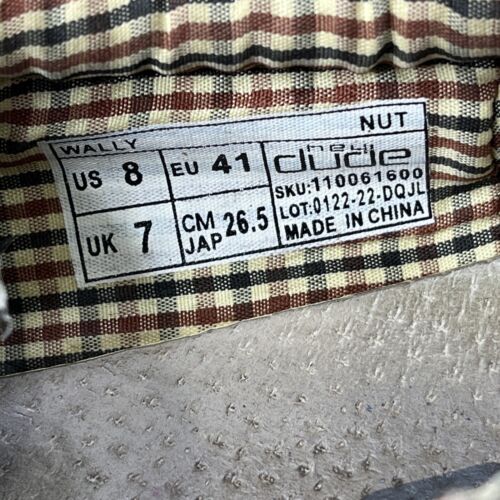 WALLY NUT
US 8 EU 41
UK 7 CM JAP 26.5
hey
dude
SKU:110061600
LOT:0122-22-DQJL
MADE IN CHINA